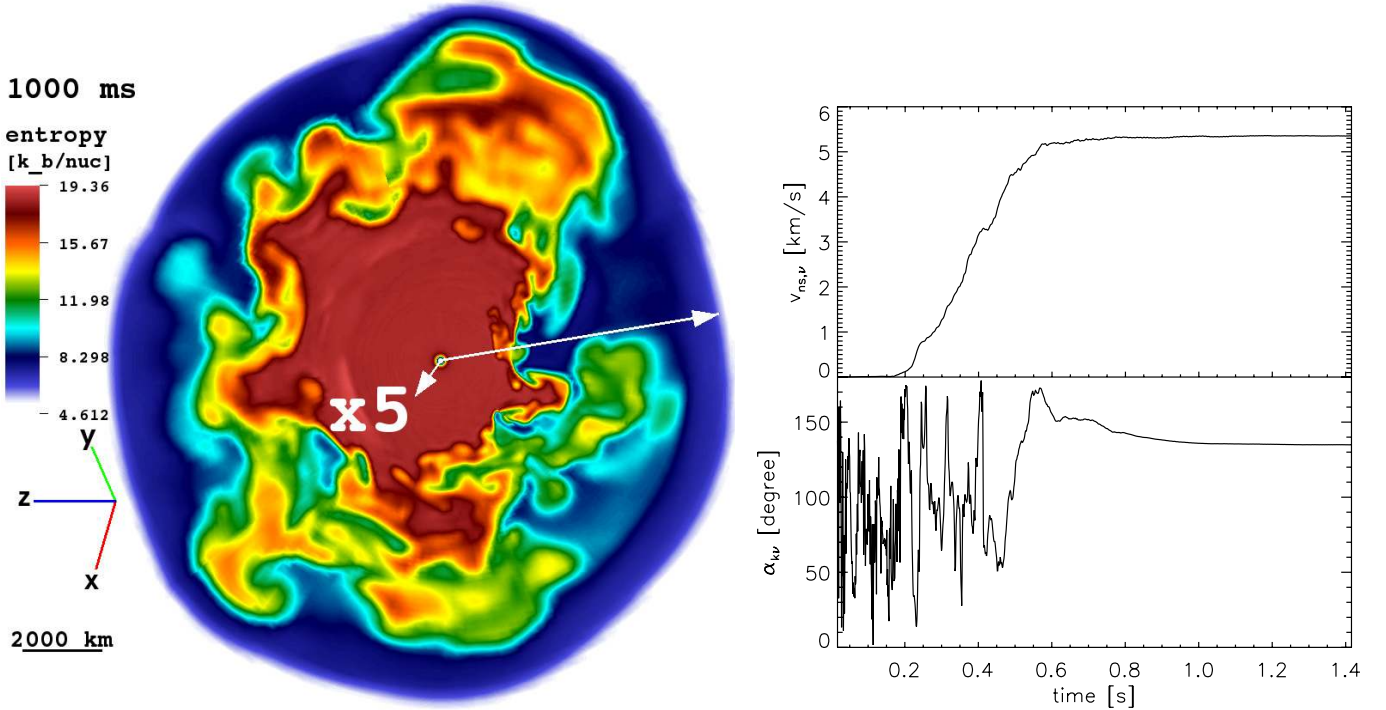 1000 ms
entropy
[k_b/nuc]
19.36
15.67
11.98
8.298
4.612
x5
y
z
x
2000 km
6
5
4
3
2
1
0
v_ns,ν [km/s]
150
100
50
0
α_kν [degree]
0.2 0.4 0.6 0.8 1.0 1.2 1.4
time [s]